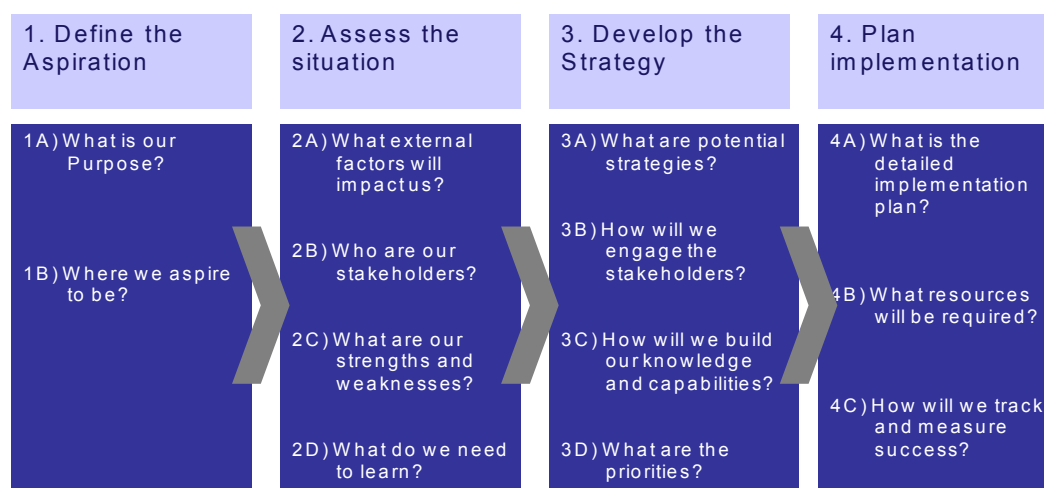 1. Define the
Aspiration
2. Assess the
situation
3. Develop the
Strategy
4. Plan
implementation
1A) What is our
Purpose?
1B) Where we aspire
to be?
2A) What external
factors will
impact us?
2B) Who are our
stakeholders?
2C) What are our
strengths and
weaknesses?
2D) What do we need
to learn?
3A) What are potential
strategies?
3B) How will we
engage the
stakeholders?
3C) How will we build
our knowledge
and capabilities?
3D) What are the
priorities?
4A) What is the
detailed
implementation
plan?
4B) What resources
will be required?
4C) How will we track
and measure
success?